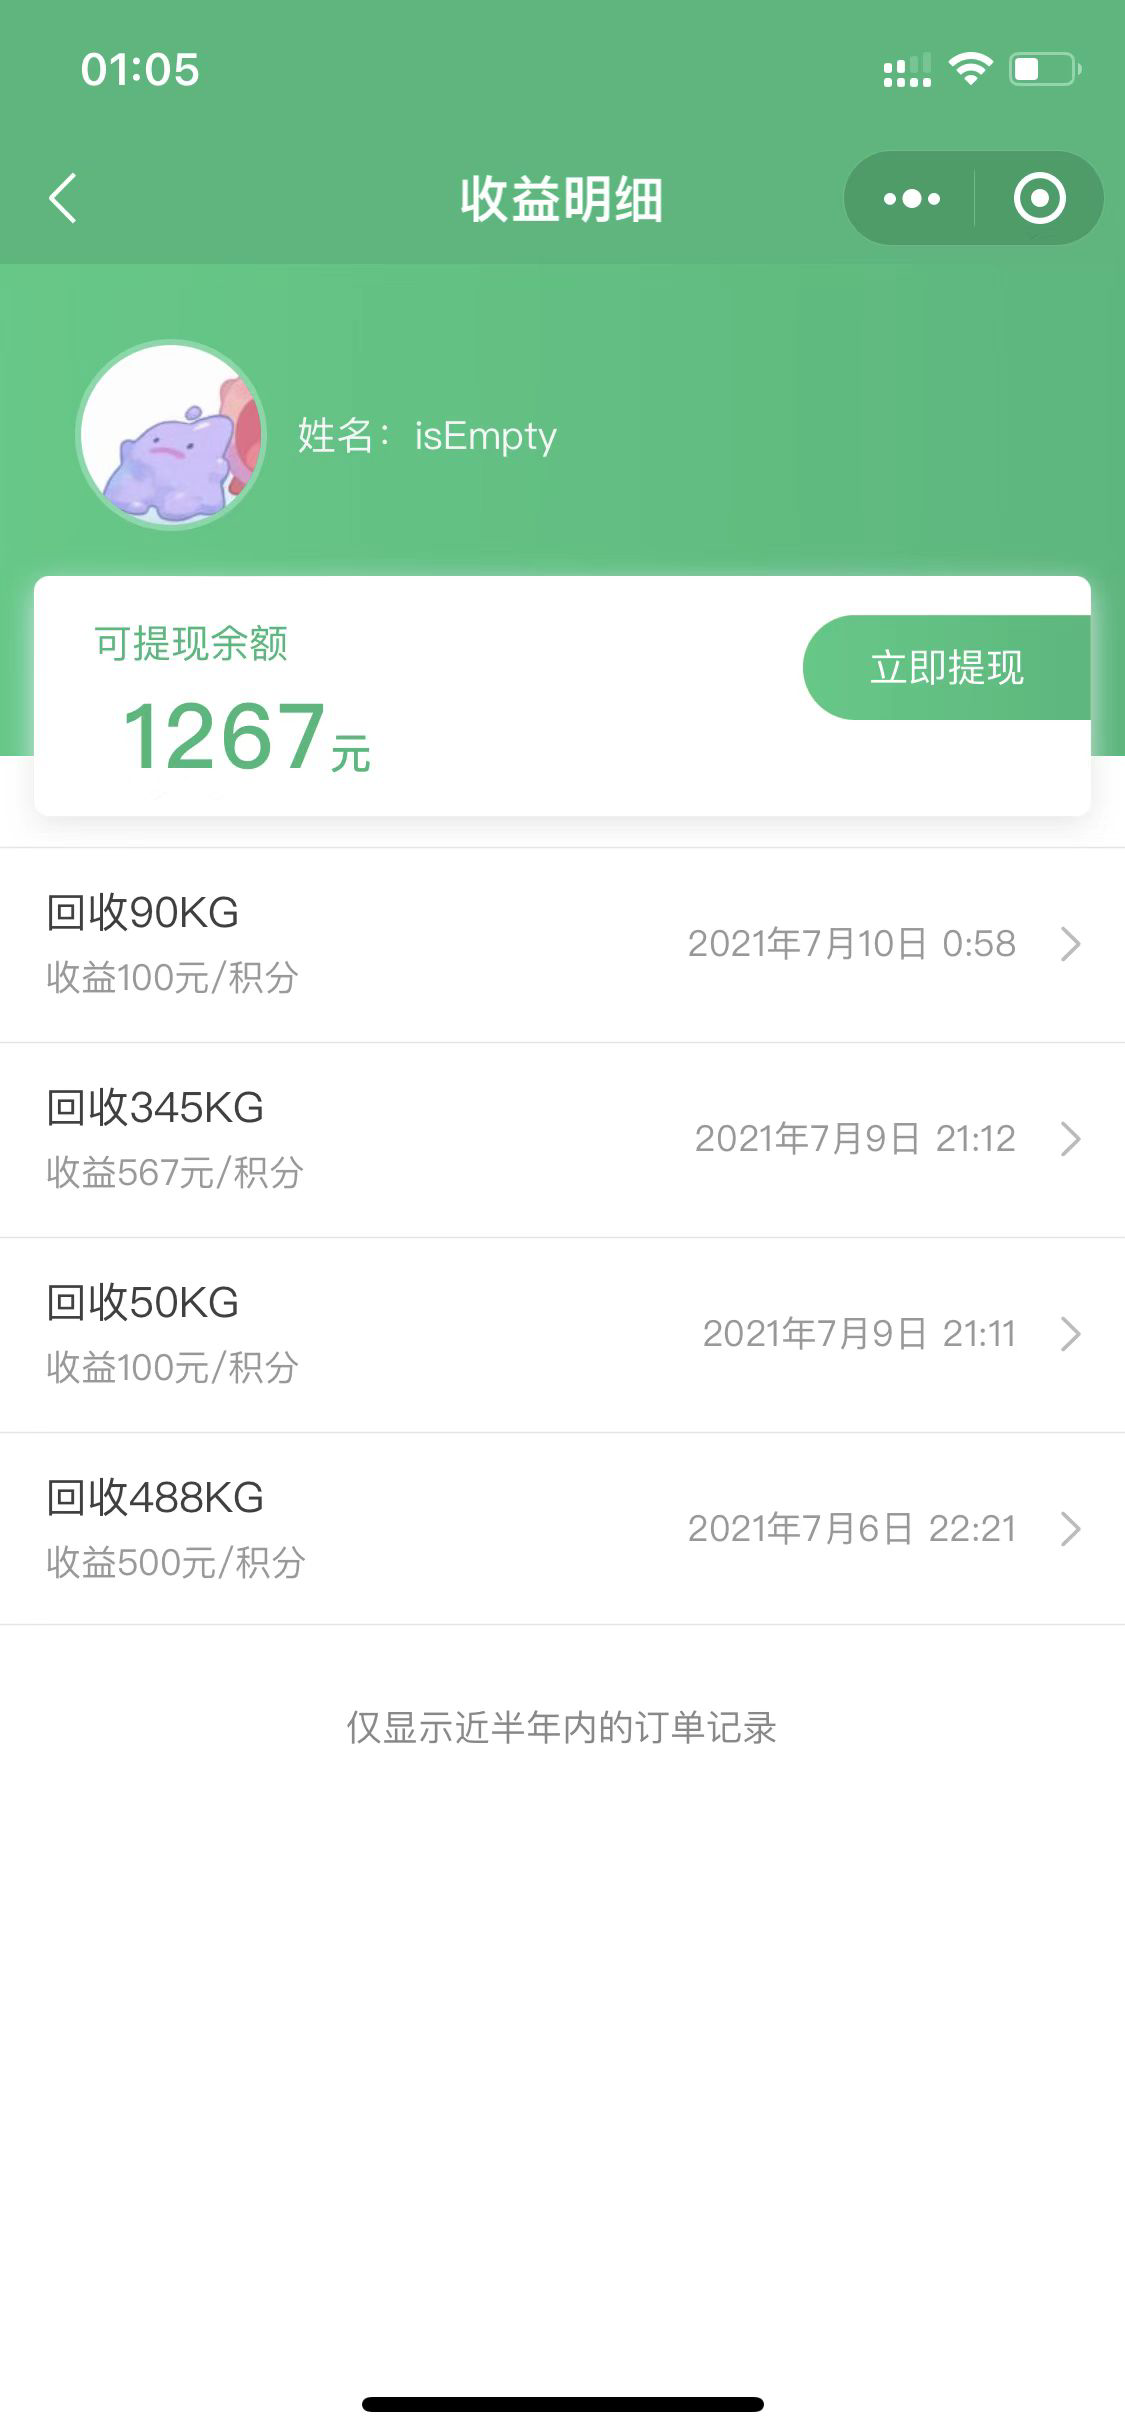 01:05
收益明细
姓名：isEmpty
可提现余额
立即提现
1267元
回收90KG
2021年7月10日 0:58
收益100元/积分
回收345KG
2021年7月9日 21:12
收益567元/积分
回收50KG
2021年7月9日 21:11
收益100元/积分
回收488KG
2021年7月6日 22:21
收益500元/积分
仅显示近半年内的订单记录